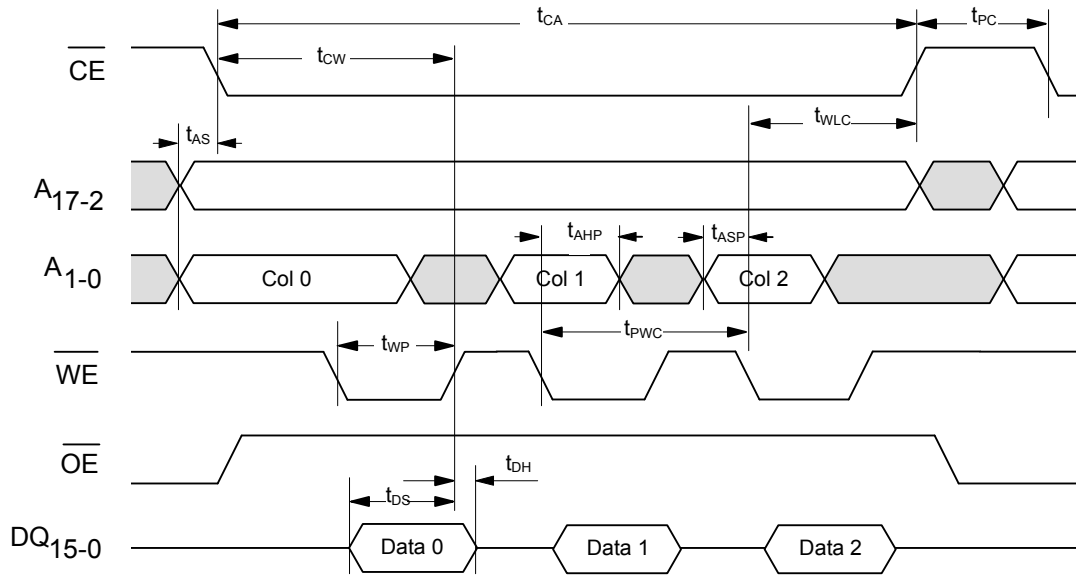 tCA
tPC
CE
tCW
tWLC
tAS
A17-2
tAHP
tASP
A1-0
Col 0
Col 1
Col 2
tPWC
tWP
WE
OE
tDH
tDS
DQ15-0
Data 0
Data 1
Data 2